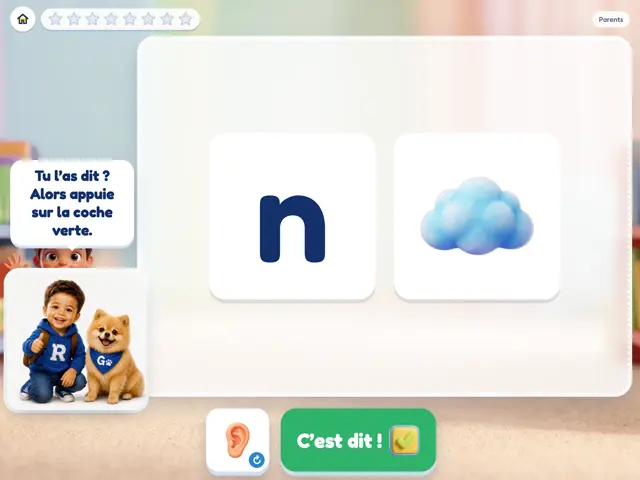 Parents
Tu l'as dit ?
Alors appuie
sur la coche
verte.
n
R
G
C'est dit !